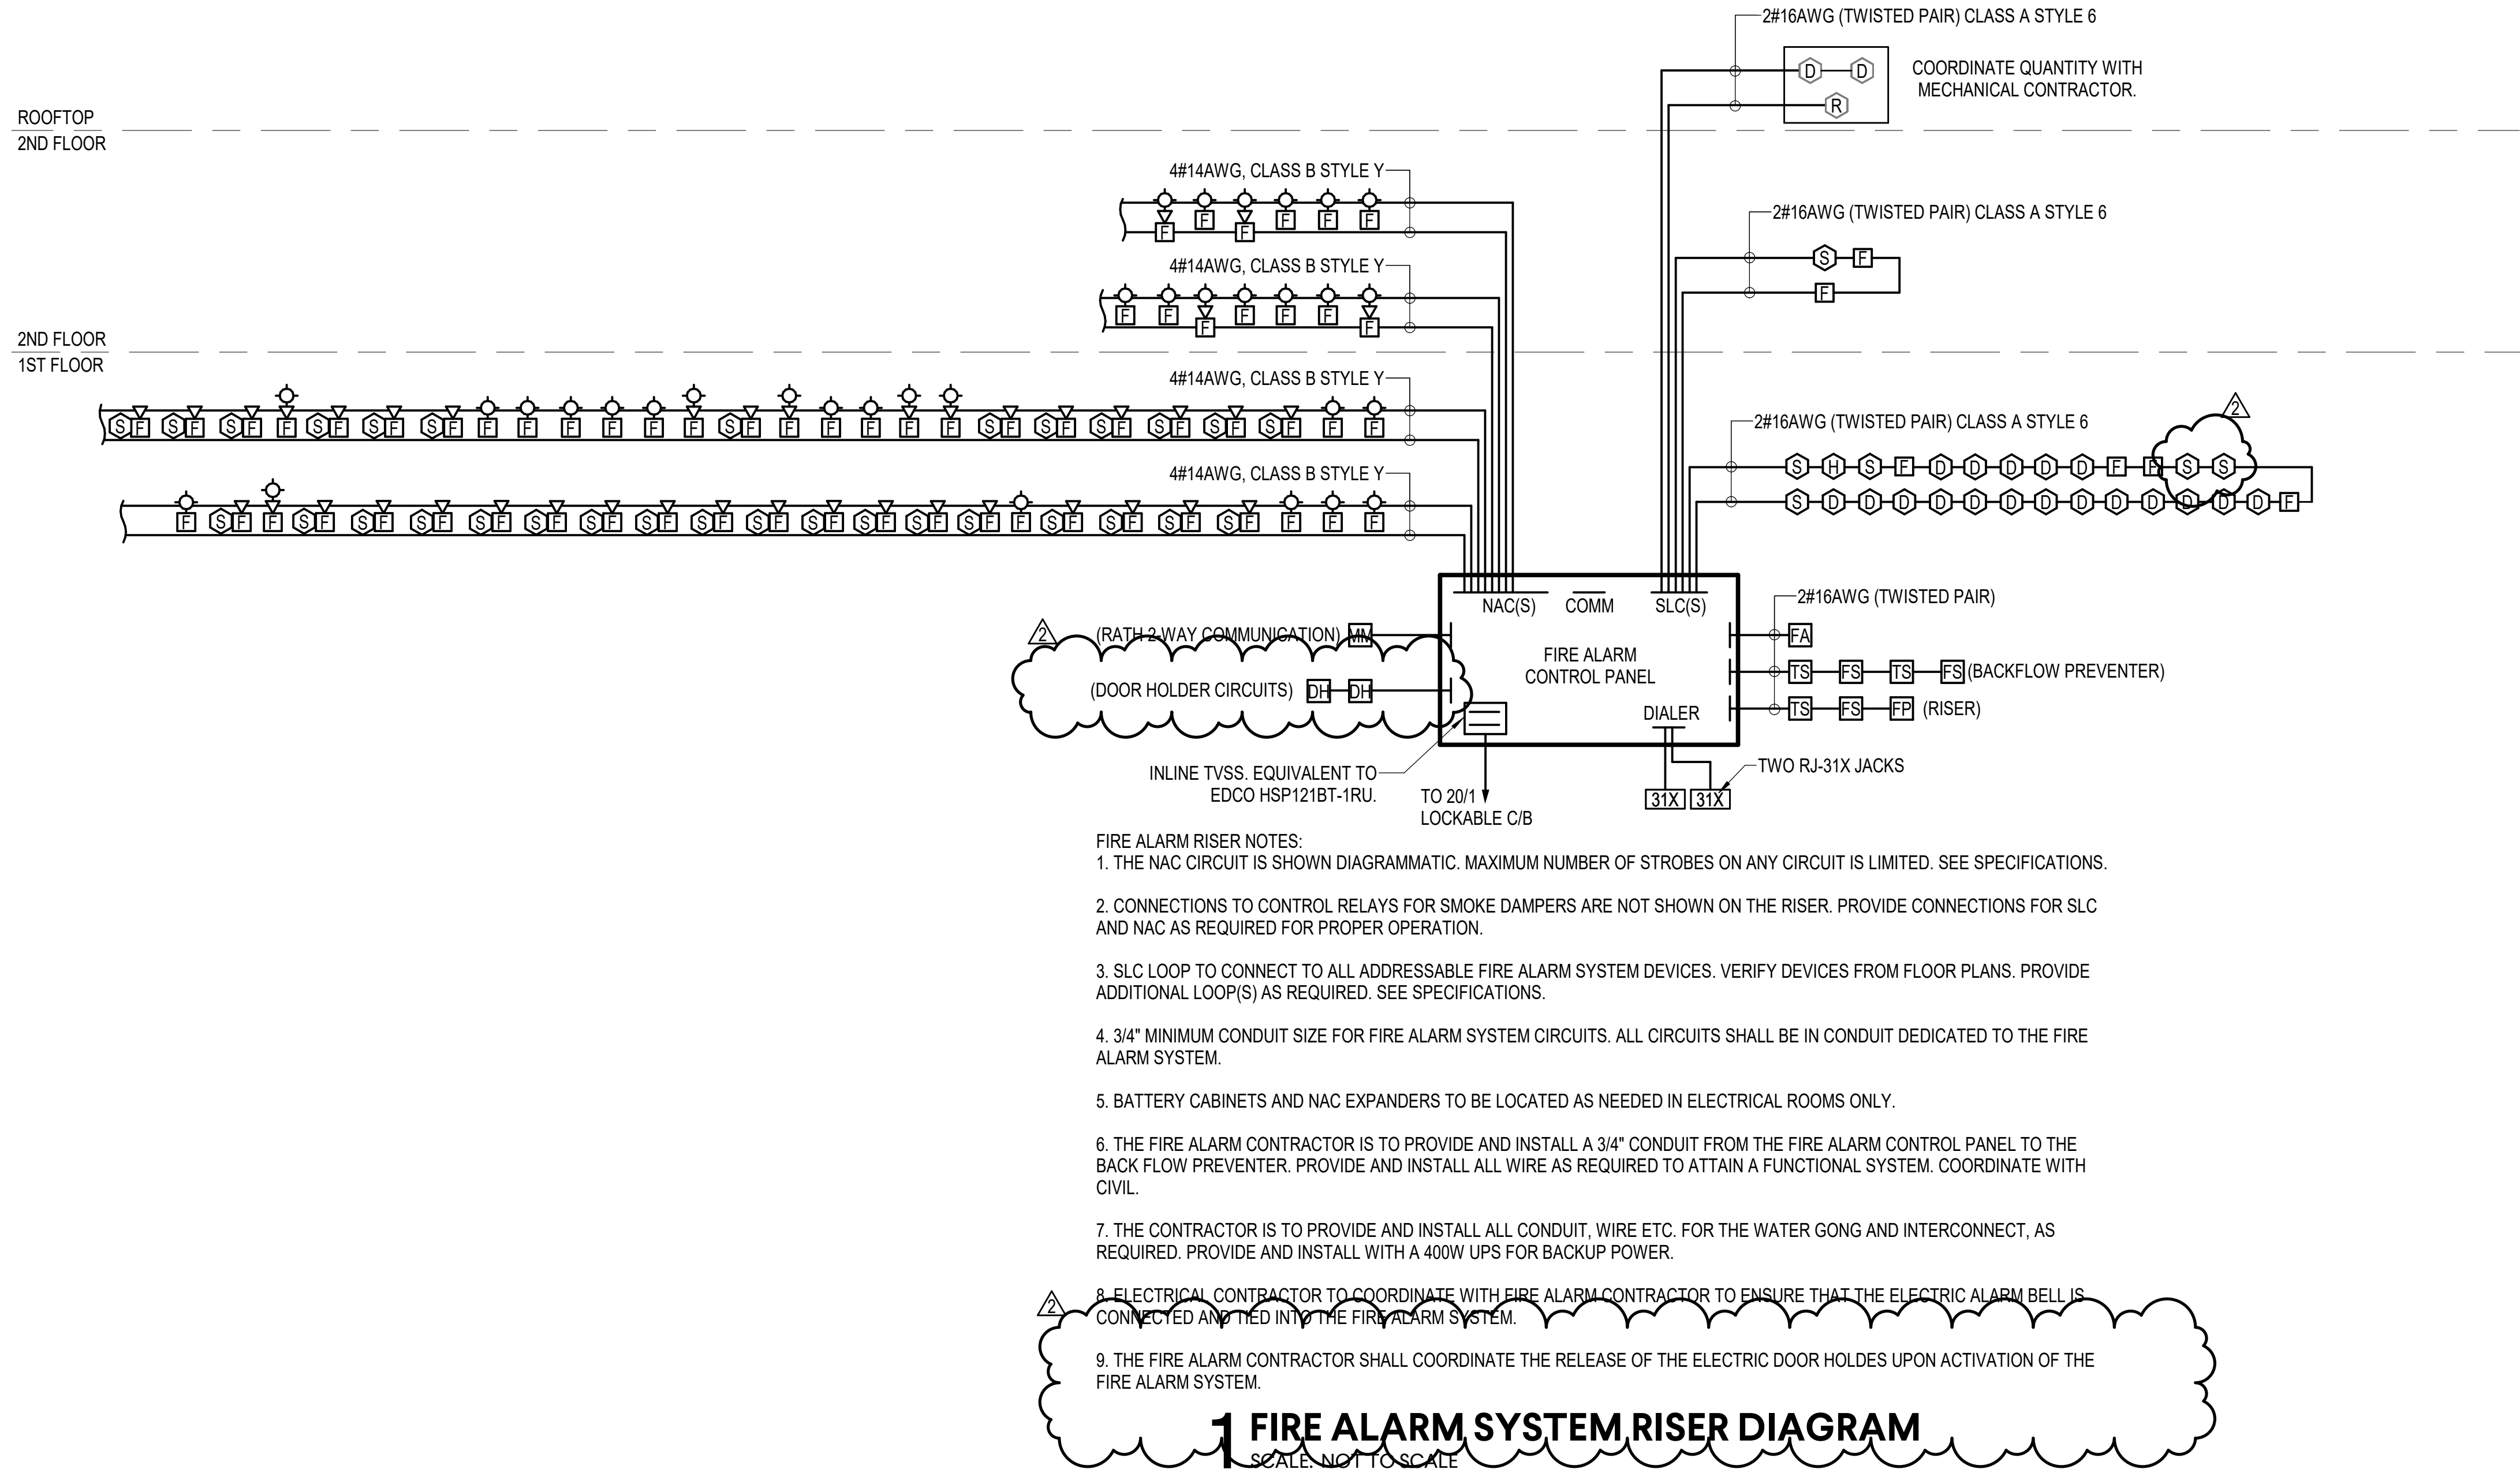 2#16AWG (TWISTED PAIR) CLASS A STYLE 6
D D
R
COORDINATE QUANTITY WITH
MECHANICAL CONTRACTOR.
ROOFTOP
2ND FLOOR
4#14AWG, CLASS B STYLE Y
F F F F F F
2#16AWG (TWISTED PAIR) CLASS A STYLE 6
S F
F
4#14AWG, CLASS B STYLE Y
F F F F F F F
2ND FLOOR
1ST FLOOR
4#14AWG, CLASS B STYLE Y
S F S F S F F S F S F S F F F F F F F S F F F F F F S F S F S F S F S F S F F F
2#16AWG (TWISTED PAIR) CLASS A STYLE 6
2
S H S F D D D D D F F S S
S D D D D D D D D D D D D D F
4#14AWG, CLASS B STYLE Y
F S F F S F S F S F S F S F S F S F S F S F S F S F S F S F F S F S F S F S F F F F
NAC(S) COMM SLC(S)
FIRE ALARM
CONTROL PANEL
DIALER
2
(RATH 2-WAY COMMUNICATION) MM
(DOOR HOLDER CIRCUITS) DH DH
2#16AWG (TWISTED PAIR)
FA
TS FS TS FS (BACKFLOW PREVENTER)
TS FS FP (RISER)
INLINE TVSS. EQUIVALENT TO
EDCO HSP121BT-1RU.
TO 20/1
LOCKABLE C/B
31X 31X
TWO RJ-31X JACKS
FIRE ALARM RISER NOTES:
1. THE NAC CIRCUIT IS SHOWN DIAGRAMMATIC. MAXIMUM NUMBER OF STROBES ON ANY CIRCUIT IS LIMITED. SEE SPECIFICATIONS.
2. CONNECTIONS TO CONTROL RELAYS FOR SMOKE DAMPERS ARE NOT SHOWN ON THE RISER. PROVIDE CONNECTIONS FOR SLC
AND NAC AS REQUIRED FOR PROPER OPERATION.
3. SLC LOOP TO CONNECT TO ALL ADDRESSABLE FIRE ALARM SYSTEM DEVICES. VERIFY DEVICES FROM FLOOR PLANS. PROVIDE
ADDITIONAL LOOP(S) AS REQUIRED. SEE SPECIFICATIONS.
4. 3/4" MINIMUM CONDUIT SIZE FOR FIRE ALARM SYSTEM CIRCUITS. ALL CIRCUITS SHALL BE IN CONDUIT DEDICATED TO THE FIRE
ALARM SYSTEM.
5. BATTERY CABINETS AND NAC EXPANDERS TO BE LOCATED AS NEEDED IN ELECTRICAL ROOMS ONLY.
6. THE FIRE ALARM CONTRACTOR IS TO PROVIDE AND INSTALL A 3/4" CONDUIT FROM THE FIRE ALARM CONTROL PANEL TO THE
BACK FLOW PREVENTER. PROVIDE AND INSTALL ALL WIRE AS REQUIRED TO ATTAIN A FUNCTIONAL SYSTEM. COORDINATE WITH
CIVIL.
7. THE CONTRACTOR IS TO PROVIDE AND INSTALL ALL CONDUIT, WIRE ETC. FOR THE WATER GONG AND INTERCONNECT, AS
REQUIRED. PROVIDE AND INSTALL WITH A 400W UPS FOR BACKUP POWER.
2
8. ELECTRICAL CONTRACTOR TO COORDINATE WITH FIRE ALARM CONTRACTOR TO ENSURE THAT THE ELECTRIC ALARM BELL IS
CONNECTED AND TIED INTO THE FIRE ALARM SYSTEM.
9. THE FIRE ALARM CONTRACTOR SHALL COORDINATE THE RELEASE OF THE ELECTRIC DOOR HOLDES UPON ACTIVATION OF THE
FIRE ALARM SYSTEM.
1 FIRE ALARM SYSTEM RISER DIAGRAM
SCALE: NOT TO SCALE